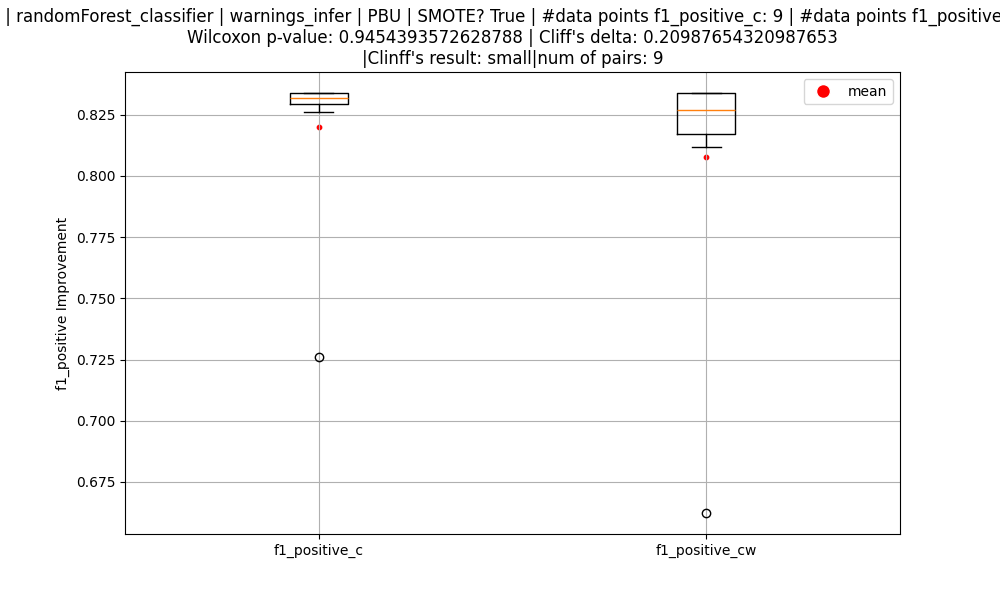 | randomForest_classifier | warnings_infer | PBU | SMOTE? True | #data points f1_positive_c: 9 | #data points f1_positive
Wilcoxon p-value: 0.9454393572628788 | Cliff's delta: 0.20987654320987653
|Clinff's result: small|num of pairs: 9
mean
f1_positive Improvement
0.825
0.800
0.775
0.750
0.725
0.700
0.675
f1_positive_c
f1_positive_cw